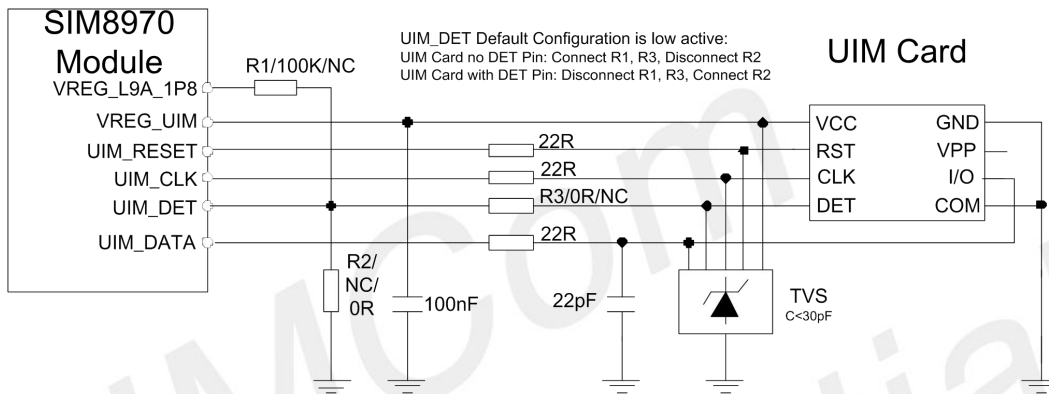 SIM8970
Module
VREG_L9A_1P8
VREG_UIM
UIM_RESET
UIM_CLK
UIM_DET
UIM_DATA
R1/100K/NC
UIM_DET Default Configuration is low active:
UIM Card no DET Pin: Connect R1, R3, Disconnect R2
UIM Card with DET Pin: Disconnect R1, R3, Connect R2
22R
22R
R3/0R/NC
22R
R2/
NC/
0R
100nF
22pF
TVS
C<30pF
UIM Card
VCC
RST
CLK
DET
GND
VPP
I/O
COM